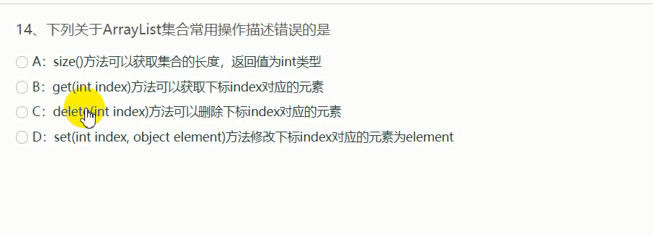 14、下列关于ArrayList集合常用操作描述错误的是
A：size()方法可以获取集合的长度，返回值为int类型
B：get(int index)方法可以获取下标index对应的元素
C：delete(int index)方法可以删除下标index对应的元素
D：set(int index, object element)方法修改下标index对应的元素为element